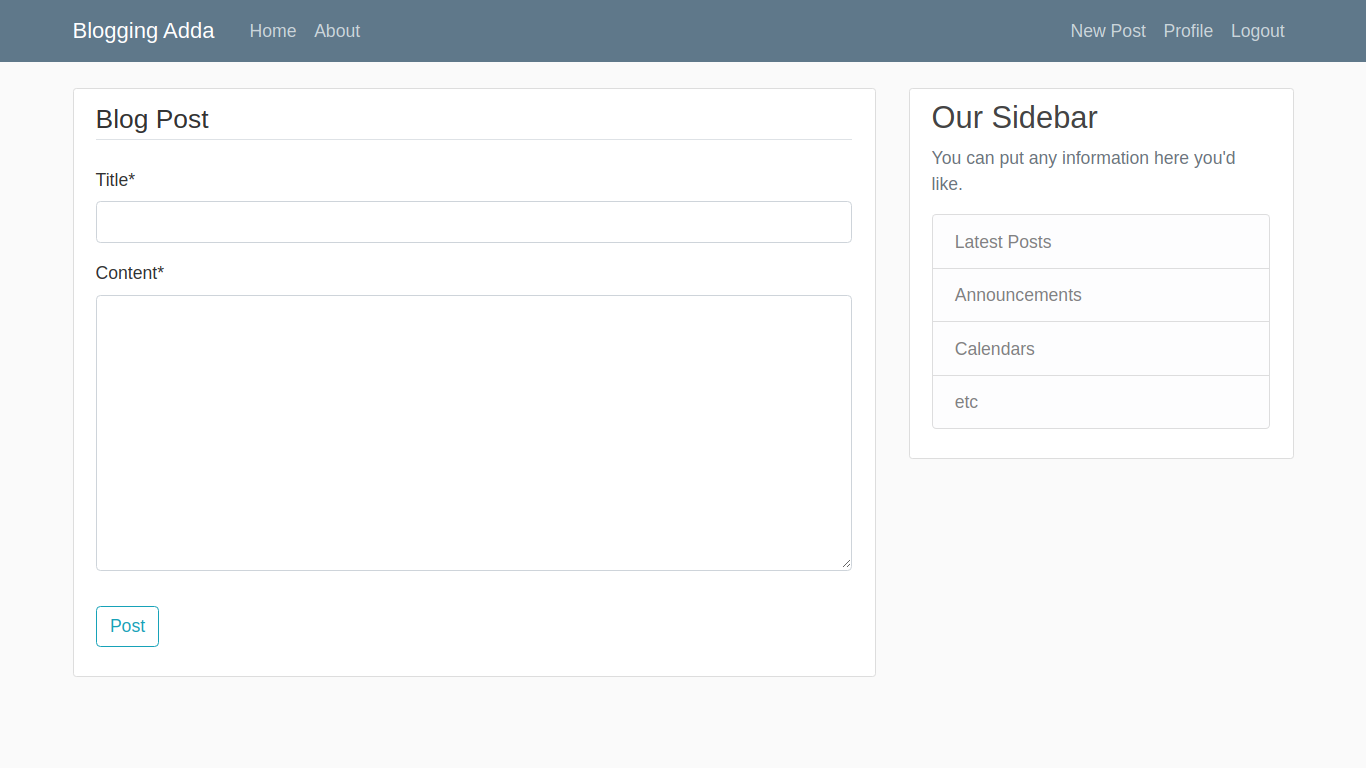 Blogging Adda Home About New Post Profile Logout
Blog Post
Title*
Content*
Post
Our Sidebar
You can put any information here you'd
like.
Latest Posts
Announcements
Calendars
etc